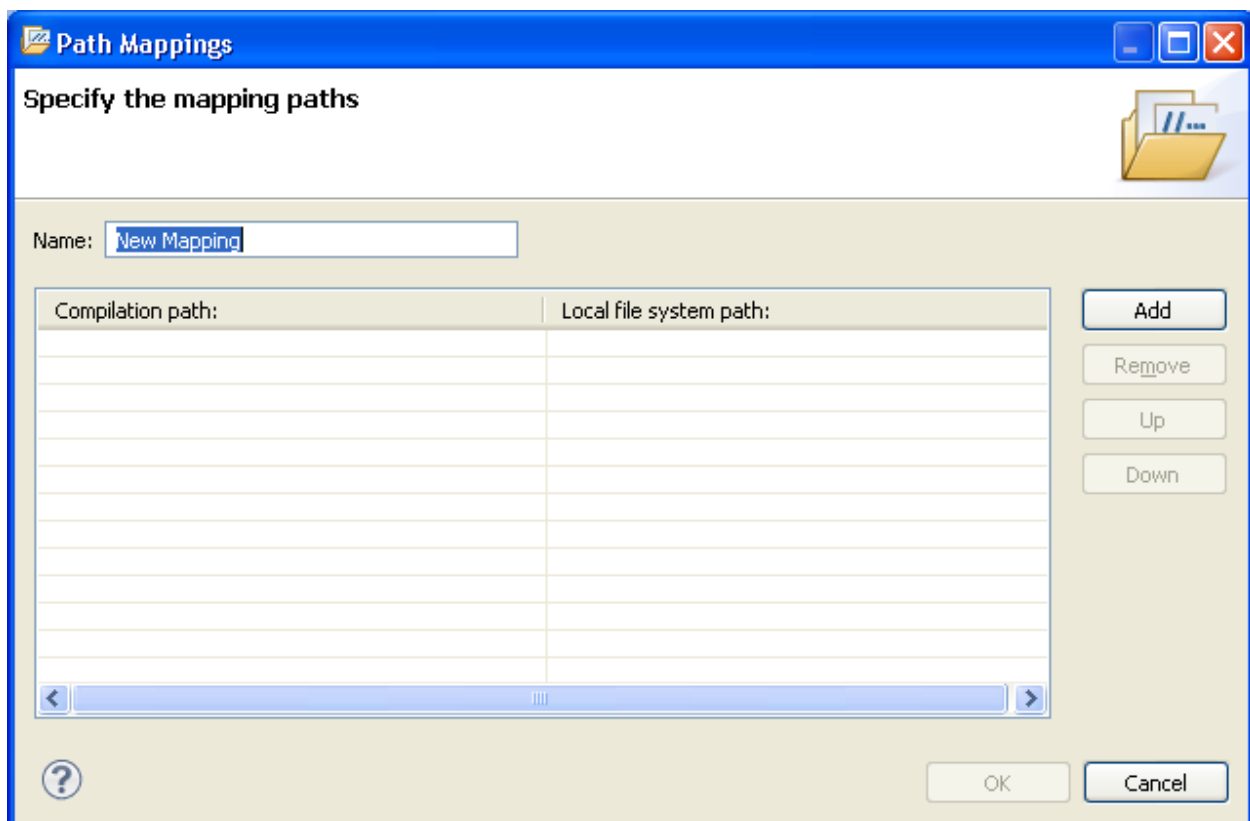 Path Mappings
Specify the mapping paths
//...
Name: New Mapping
Compilation path: Local file system path: Add
Remove
Up
Down
? OK Cancel